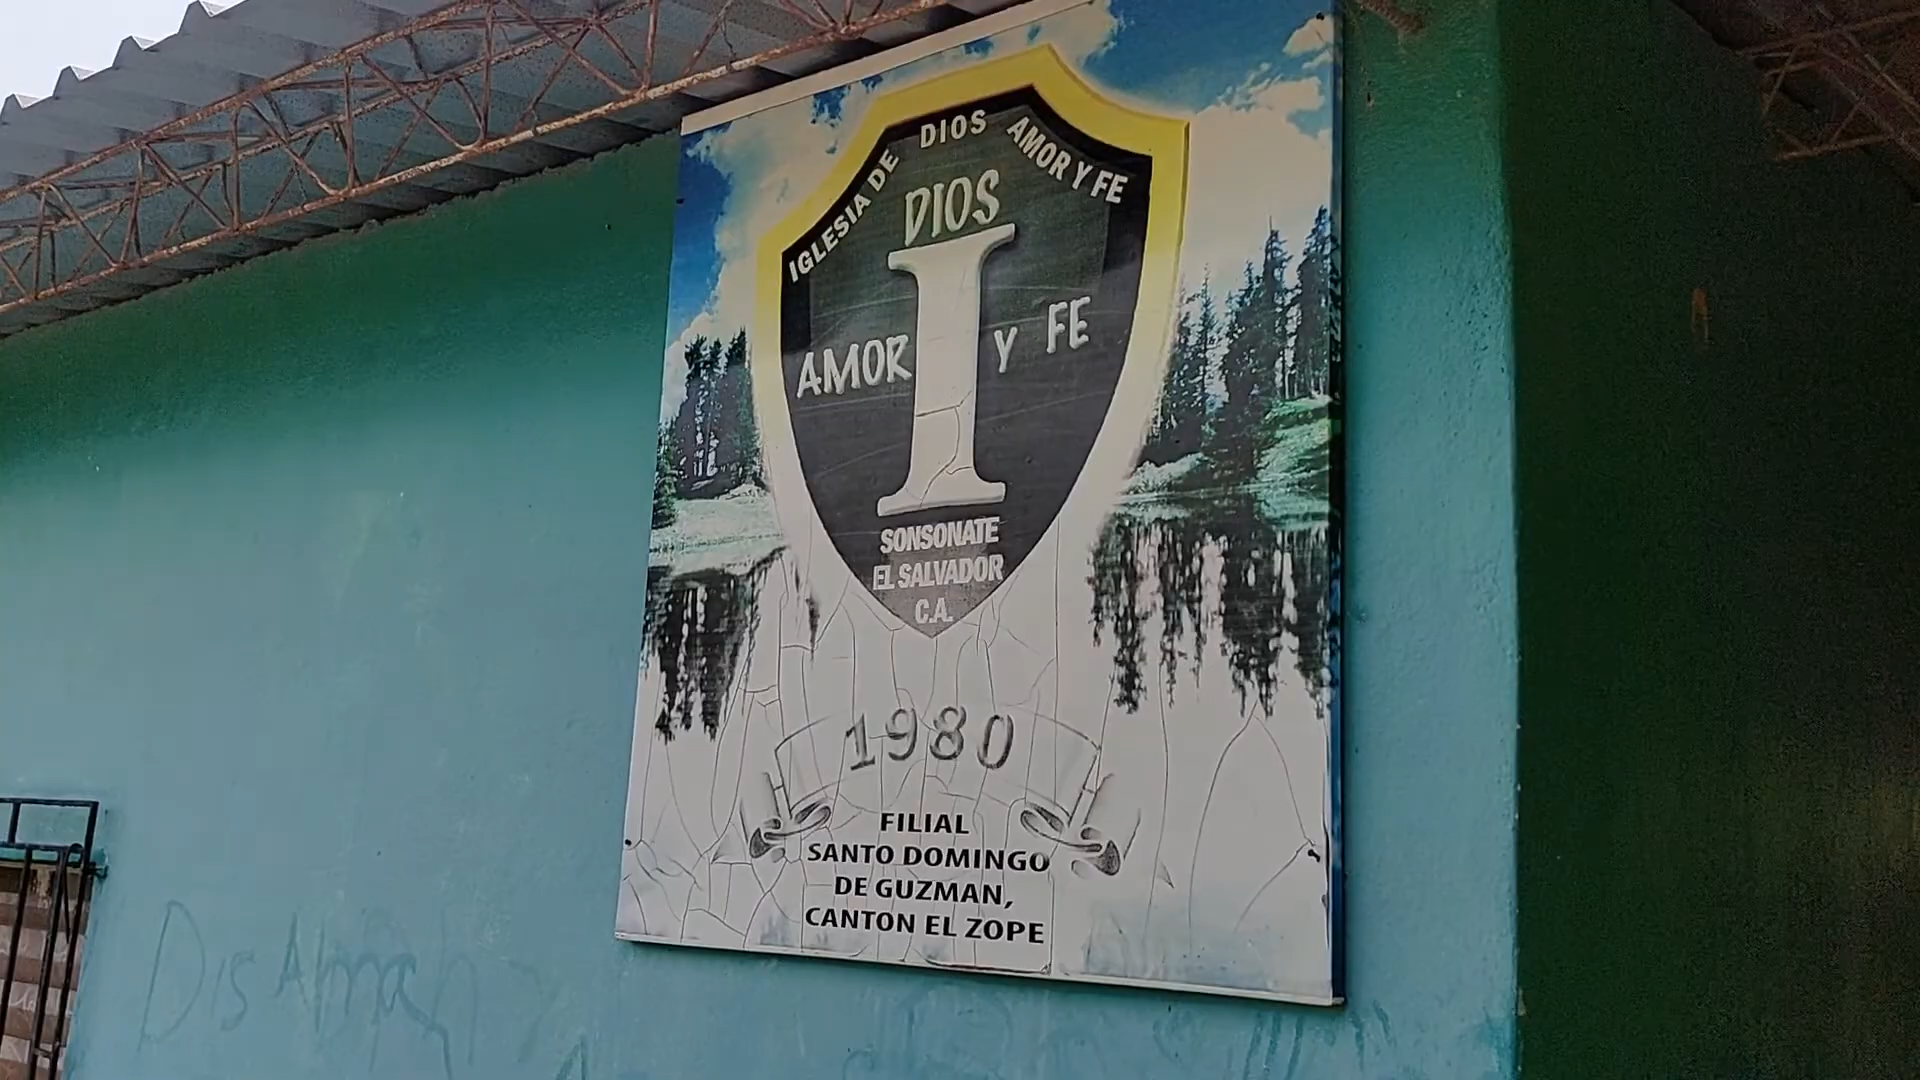 IGLESIA DE DIOS AMOR Y FE
DIOS
I
AMOR Y FE
SONSONATE
EL SALVADOR
C.A.
1980
FILIAL
SANTO DOMINGO
DE GUZMAN,
CANTON EL ZOPE